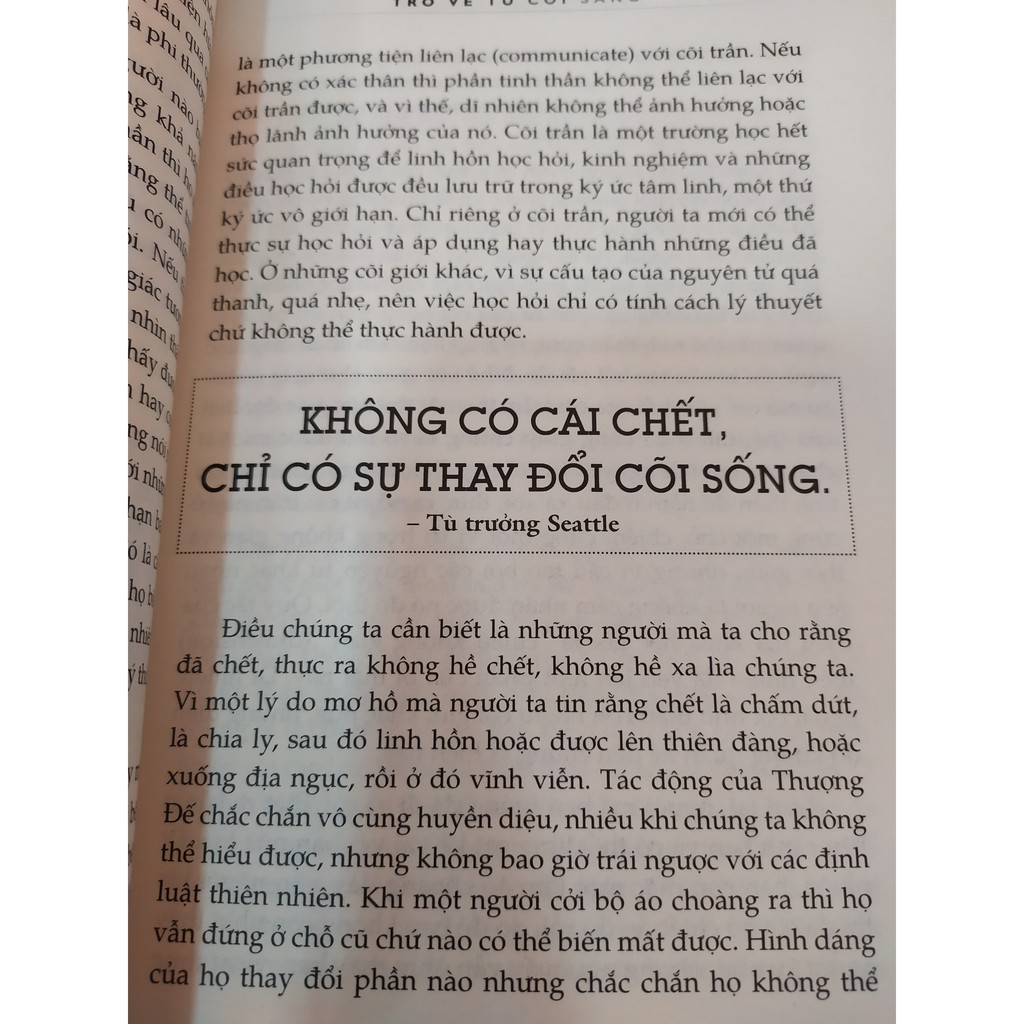 TRỞ VỀ TỪ CÕI SÁNG
là một phương tiện liên lạc (communicate) với cõi trần. Nếu
không có xác thân thì phần tinh thần không thể liên lạc với
cõi trần được, và vì thế, dĩ nhiên không thể ảnh hưởng hoặc
thọ lãnh ảnh hưởng của nó. Cõi trần là một trường học hết
sức quan trọng để linh hồn học hỏi, kinh nghiệm và những
điều học hỏi được đều lưu trữ trong ký ức tâm linh, một thứ
ký ức vô giới hạn. Chỉ riêng ở cõi trần, người ta mới có thể
thực sự học hỏi và áp dụng hay thực hành những điều đã
học. Ở những cõi giới khác, vì sự cấu tạo của nguyên tử quá
thanh, quá nhẹ, nên việc học hỏi chỉ có tính cách lý thuyết
chứ không thể thực hành được.
KHÔNG CÓ CÁI CHẾT,
CHỈ CÓ SỰ THAY ĐỔI CÕI SỐNG.
– Tù trưởng Seattle
Điều chúng ta cần biết là những người mà ta cho rằng
đã chết, thực ra không hề chết, không hề xa lìa chúng ta.
Vì một lý do mơ hồ mà người ta tin rằng chết là chấm dứt,
là chia ly, sau đó linh hồn hoặc được lên thiên đàng, hoặc
xuống địa ngục, rồi ở đó vĩnh viễn. Tác động của Thượng
Đế chắc chắn vô cùng huyền diệu, nhiều khi chúng ta không
thể hiểu được, nhưng không bao giờ trái ngược với các định
luật thiên nhiên. Khi một người cởi bộ áo choàng ra thì họ
vẫn đứng ở chỗ cũ chứ nào có thể biến mất được. Hình dáng
của họ thay đổi phần nào nhưng chắc chắn họ không thể